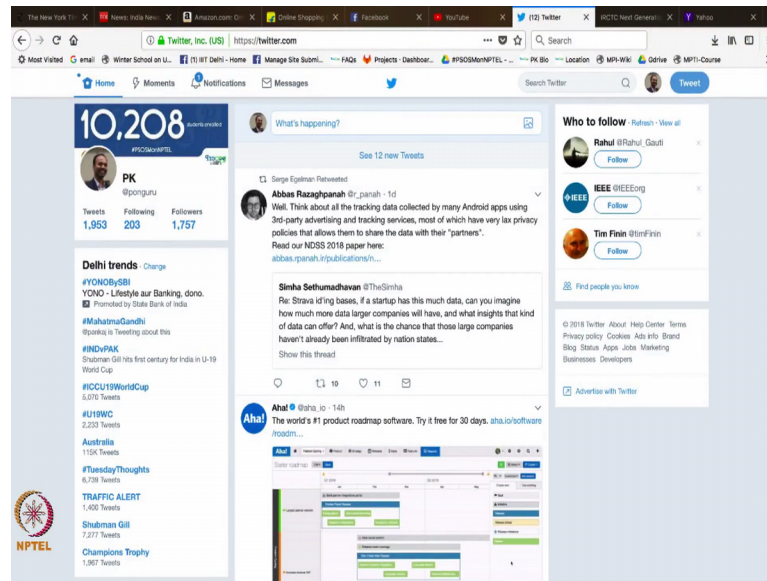 The New York Tim
News: India News
Amazon.com: On
Online Shopping
Facebook
YouTube
(12) Twitter
IRCTC Next Generati
Yahoo
Twitter, Inc. (US)
https://twitter.com
Search
Most Visited
email
Winter School on U...
(1) IIIT Delhi - Home
Manage Site Submi...
FAQs
Projects · Dashboar...
#PSOSMonNPTEL - ...
PK Bio
Location
MPI-Wiki
Gdrive
MPTI-Course
Home
Moments
1
Notifications
Messages
Search Twitter
Tweet
10,208 students enrolled
#PSOSMonNPTEL
PK
@ponguru
Tweets Following Followers
1,953 203 1,757
Delhi trends · Change
#YONOBySBI
YONO - Lifestyle aur Banking, dono.
Promoted by State Bank of India
#MahatmaGandhi
@pankaj is Tweeting about this
#INDvPAK
Shubman Gill hits first century for India in U-19
World Cup
#ICCU19WorldCup
5,070 Tweets
#U19WC
2,233 Tweets
Australia
115K Tweets
#TuesdayThoughts
6,739 Tweets
TRAFFIC ALERT
1,400 Tweets
Shubman Gill
7,277 Tweets
Champions Trophy
1,967 Tweets
What's happening?
See 12 new Tweets
Serge Egelman Retweeted
Abbas Razaghpanah @r_panah · 1d
Well. Think about all the tracking data collected by many Android apps using
3rd-party advertising and tracking services, most of which have very lax privacy
policies that allows them to share the data with their "partners".
Read our NDSS 2018 paper here:
abbas.rpanah.ir/publications/n...
Simha Sethumadhavan @TheSimha
Re: Strava id'ing bases, if a startup has this much data, can you imagine
how much more data larger companies will have, and what insights that kind
of data can offer? And, what is the chance that those large companies
haven't already been infiltrated by nation states...
Show this thread
10 11
Aha!
Aha! @aha_io · 14h
The world's #1 product roadmap software. Try it free for 30 days. aha.io/software
/roadm...
Aha!
Who to follow · Refresh · View all
Rahul @Rahul_Gauti
Follow
IEEE
IEEE @IEEEorg
Follow
Tim Finin @timFinin
Follow
Find people you know
© 2018 Twitter About Help Center Terms
Privacy policy Cookies Ads info Brand
Blog Status Apps Jobs Marketing
Businesses Developers
Advertise with Twitter
NPTEL